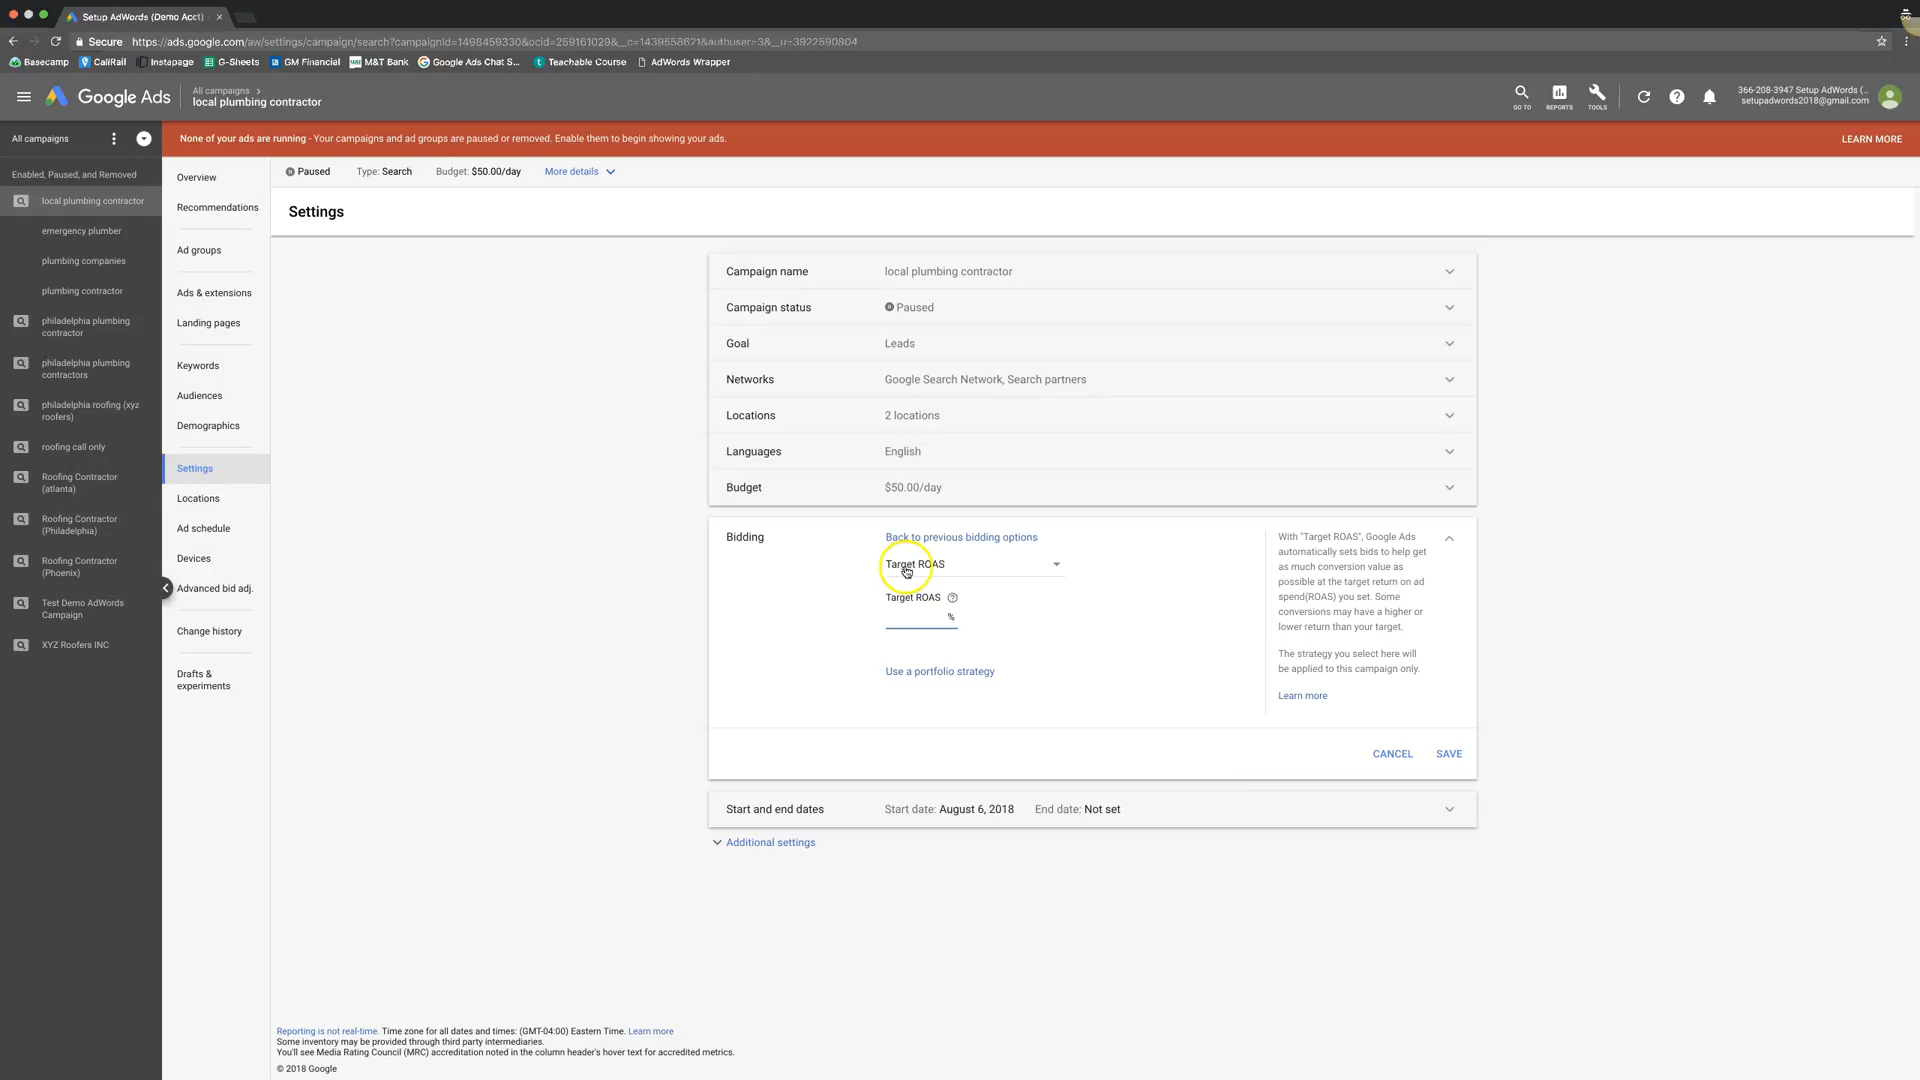 Setup AdWords (Demo Acct)
Secure https://ads.google.com/aw/settings/campaign/search?campaignId=1498459330&ocid=259161029&__c=1439558621&authuser=3&__u=3922590804
Basecamp CallRail Instapage G-Sheets GM Financial M&T Bank Google Ads Chat S... Teachable Course AdWords Wrapper
Google Ads
All campaigns
local plumbing contractor
GO TO
REPORTS
TOOLS
366-208-3947 Setup AdWords (...
setupadwords2018@gmail.com
All campaigns
None of your ads are running - Your campaigns and ad groups are paused or removed. Enable them to begin showing your ads.
LEARN MORE
Enabled, Paused, and Removed
local plumbing contractor
emergency plumber
plumbing companies
plumbing contractor
philadelphia plumbing
contractor
philadelphia plumbing
contractors
philadelphia roofing (xyz
roofers)
roofing call only
Roofing Contractor
(atlanta)
Roofing Contractor
(Philadelphia)
Roofing Contractor
(Phoenix)
Test Demo AdWords
Campaign
XYZ Roofers INC
Overview
Recommendations
Ad groups
Ads & extensions
Landing pages
Keywords
Audiences
Demographics
Settings
Locations
Ad schedule
Devices
Advanced bid adj.
Change history
Drafts &
experiments
Paused Type: Search Budget: $50.00/day More details
Settings
Campaign name local plumbing contractor
Campaign status Paused
Goal Leads
Networks Google Search Network, Search partners
Locations 2 locations
Languages English
Budget $50.00/day
Bidding
Back to previous bidding options
Target ROAS
Target ROAS
%
Use a portfolio strategy
With "Target ROAS", Google Ads
automatically sets bids to help get
as much conversion value as
possible at the target return on ad
spend(ROAS) you set. Some
conversions may have a higher or
lower return than your target.
The strategy you select here will
be applied to this campaign only.
Learn more
CANCEL SAVE
Start and end dates Start date: August 6, 2018 End date: Not set
Additional settings
Reporting is not real-time. Time zone for all dates and times: (GMT-04:00) Eastern Time. Learn more
Some inventory may be provided through third party intermediaries.
You'll see Media Rating Council (MRC) accreditation noted in the column header's hover text for accredited metrics.
© 2018 Google